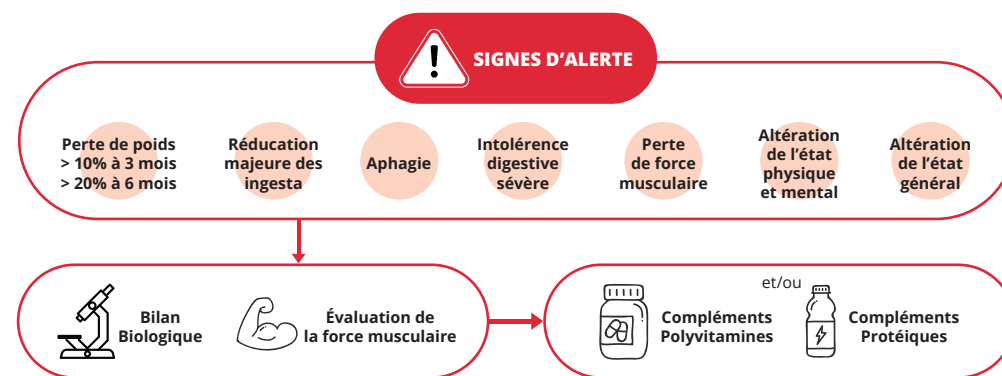 SIGNES D'ALERTE
Perte de poids
> 10% à 3 mois
> 20% à 6 mois
Réducation
majeure des
ingesta
Aphagie
Intolérence
digestive
sévère
Perte
de force
musculaire
Altération
de l'état
physique
et mental
Altération
de l'état
général
Bilan
Biologique
Évaluation de
la force musculaire
Compléments
Polyvitamines
et/ou
Compléments
Protéiques